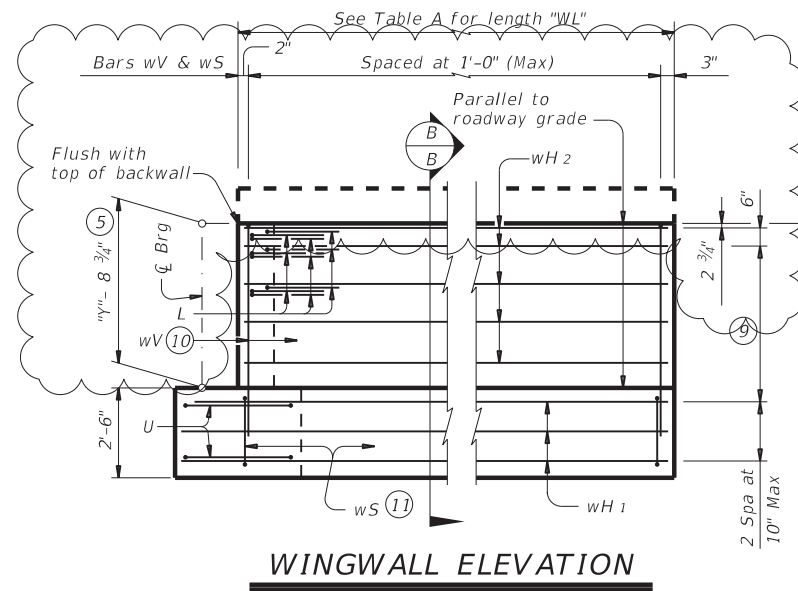 See Table A for length "WL"
2"
Bars wV & wS
Spaced at 1'-0" (Max)
3"
Parallel to
roadway grade
B
B
wH 2
Flush with
top of backwall
6"
5
℄ Brg
"Y"- 8 3/4"
2 3/4"
L
wV 10
9
2'-6"
U
wS 11
wH 1
2 Spa at
10" Max
WINGWALL ELEVATION